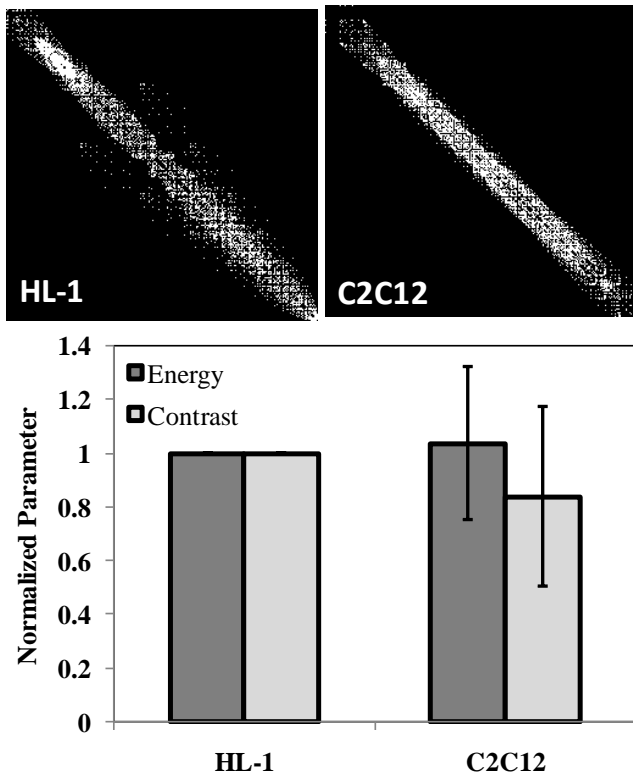 HL-1
C2C12
1.4
1.2
1
0.8
0.6
0.4
0.2
0
Normalized Parameter
Energy
Contrast
HL-1
C2C12